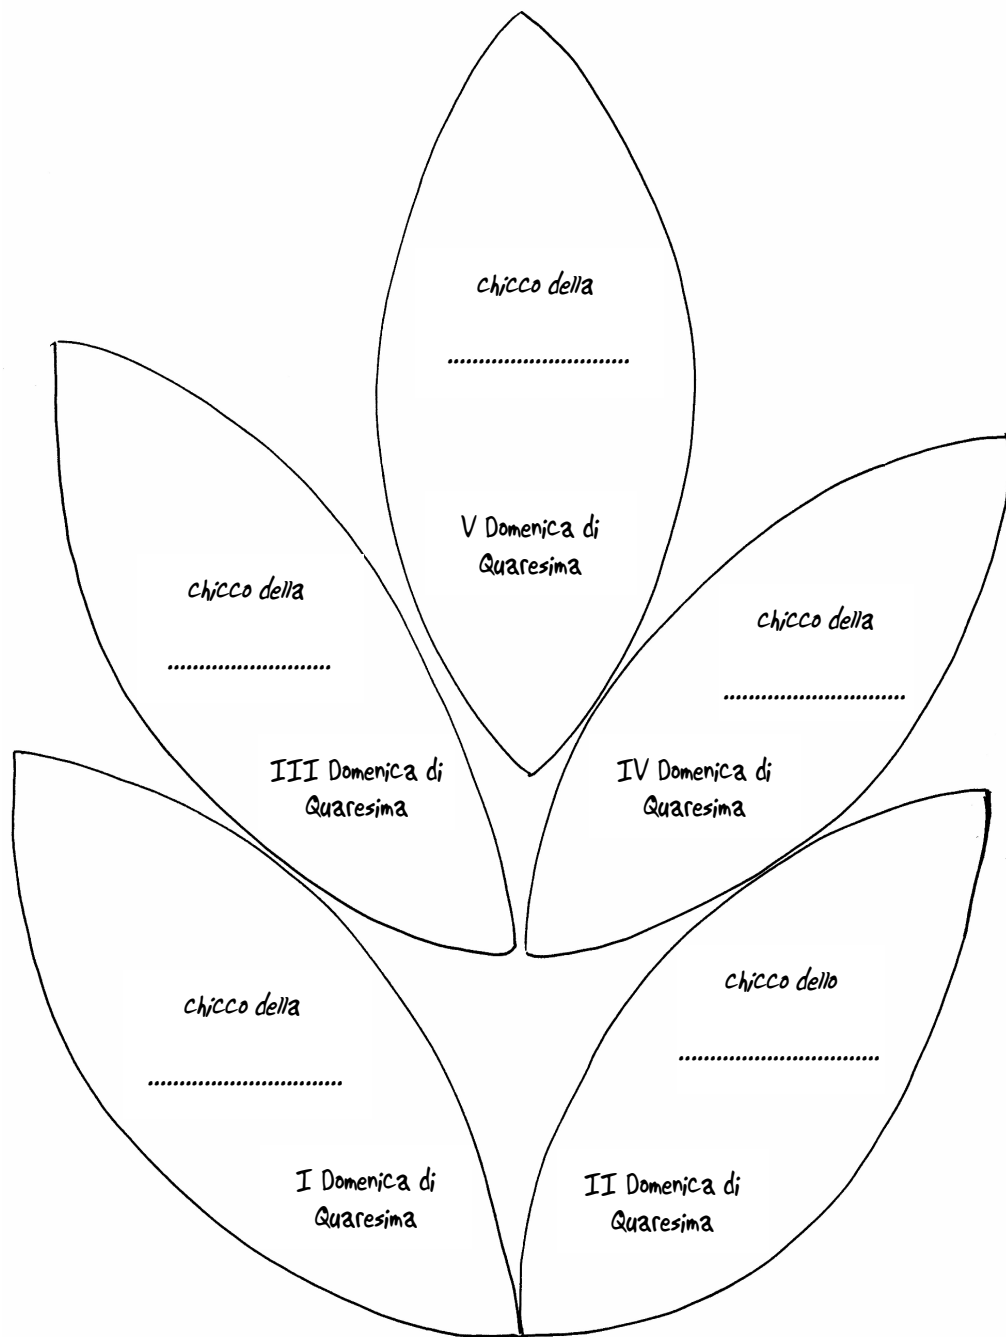 chicco della
..............................
V Domenica di
Quaresima
chicco della
...........................
III Domenica di
Quaresima
chicco della
..............................
IV Domenica di
Quaresima
chicco della
................................
I Domenica di
Quaresima
chicco dello
.................................
II Domenica di
Quaresima